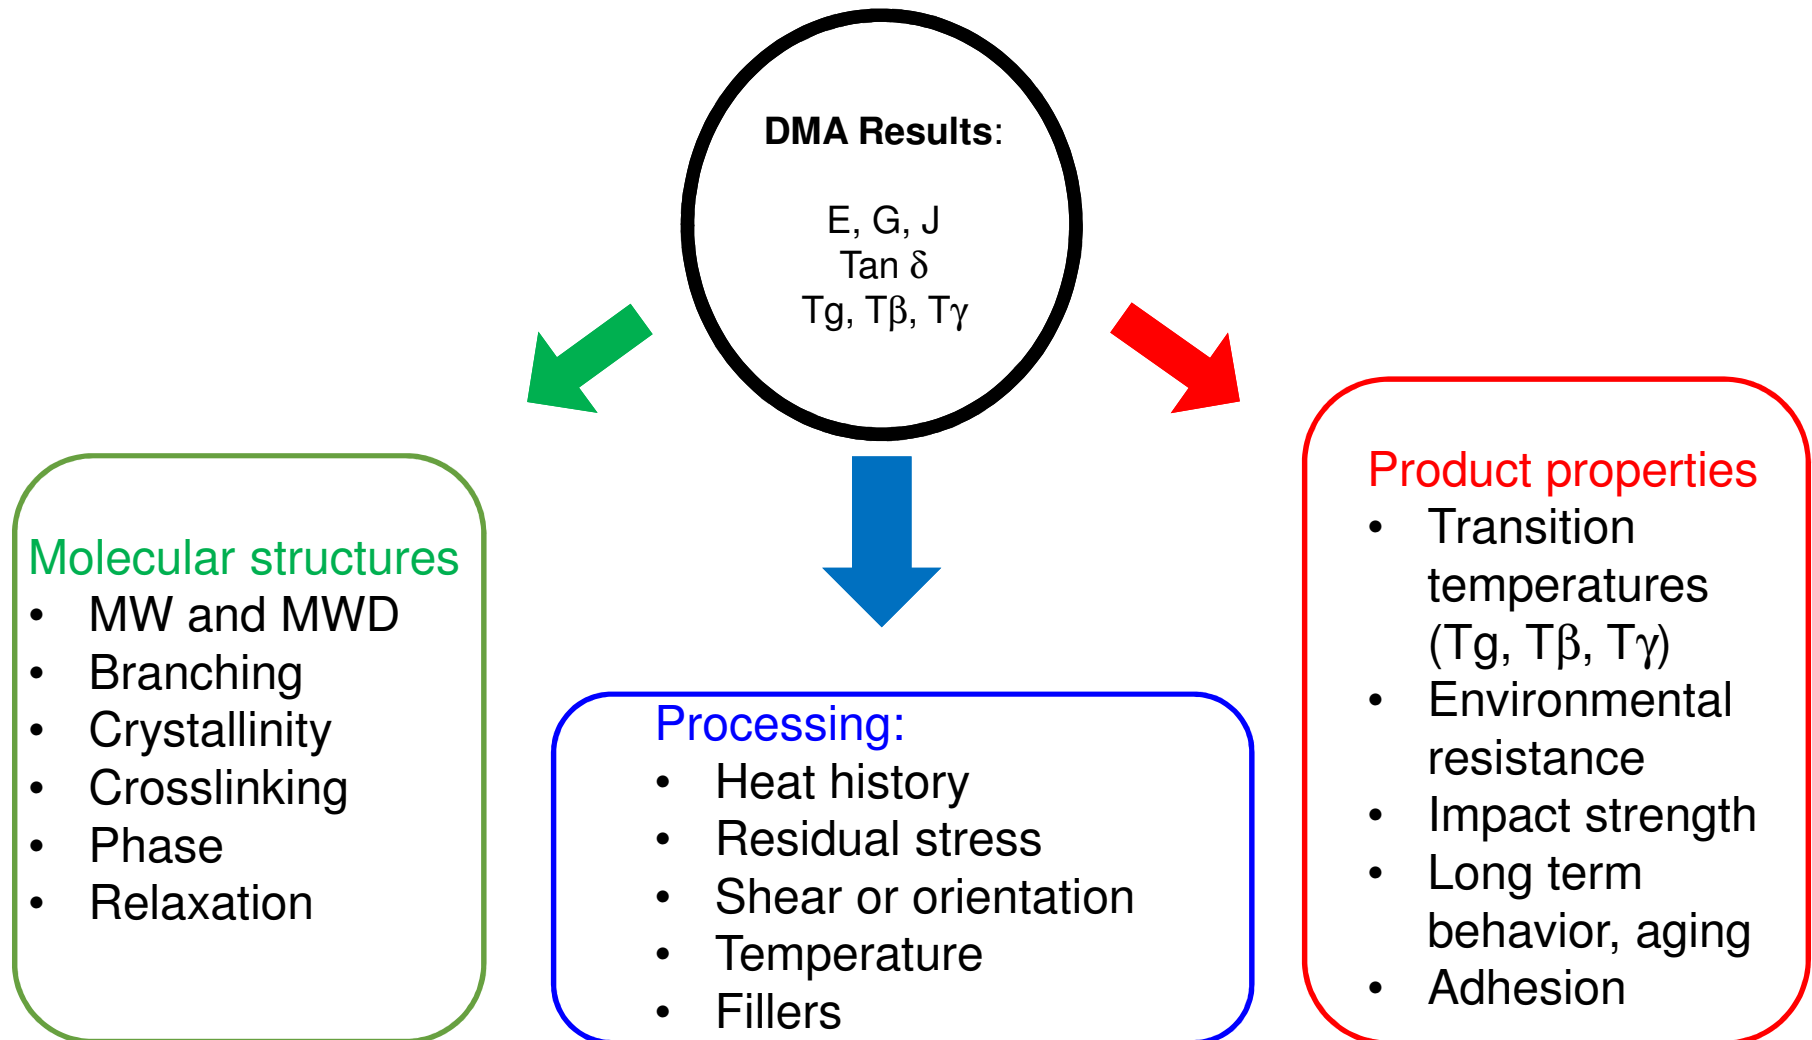 DMA Results:
E, G, J
Tan δ
Tg, Tβ, Tγ
Molecular structures
• MW and MWD
• Branching
• Crystallinity
• Crosslinking
• Phase
• Relaxation
Processing:
• Heat history
• Residual stress
• Shear or orientation
• Temperature
• Fillers
Product properties
• Transition
temperatures
(Tg, Tβ, Tγ)
• Environmental
resistance
• Impact strength
• Long term
behavior, aging
• Adhesion